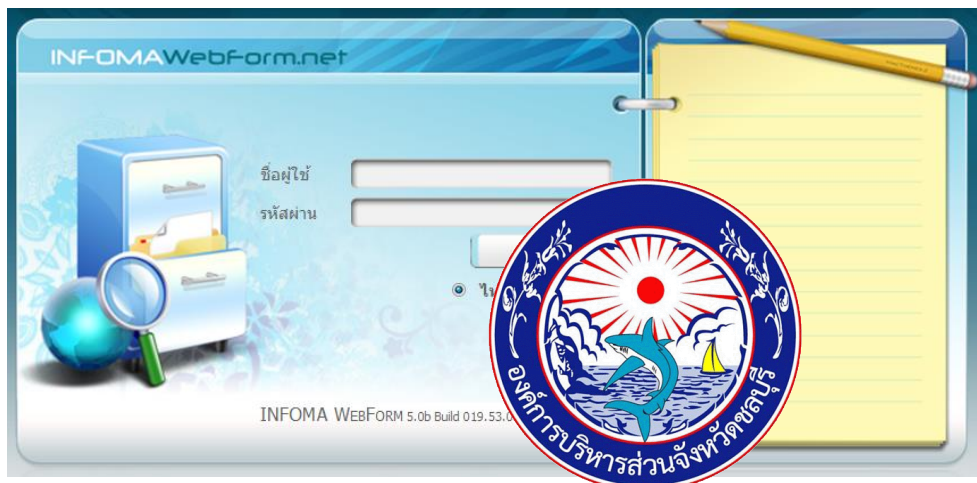 INFOMAWebForm.net
ชื่อผู้ใช้
รหัสผ่าน
INFOMA WEBFORM 5.0b Build 019.53.0
องค์การบริหารส่วนจังหวัดชลบุรี